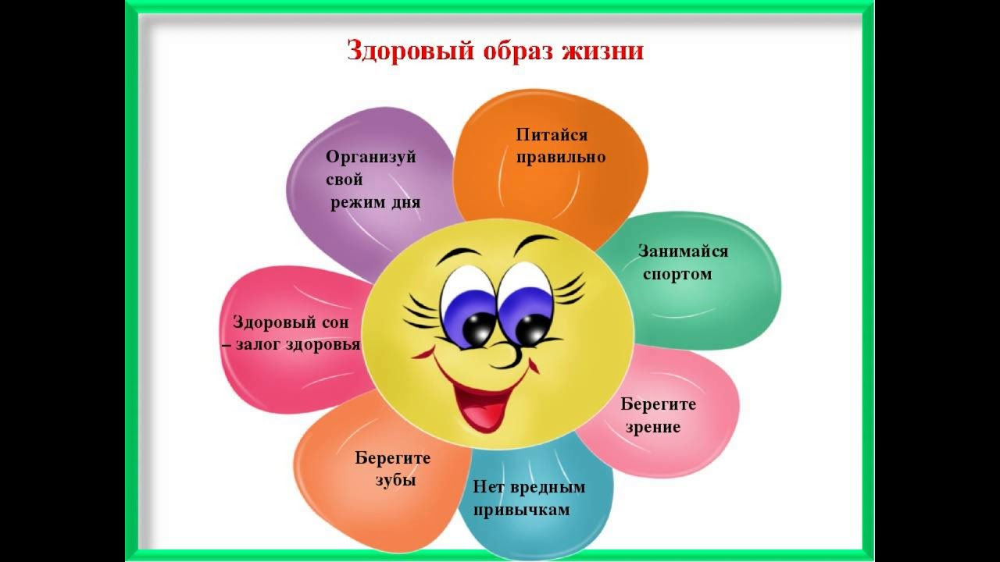 Здоровый образ жизни
Питайся
правильно
Организуй
свой
режим дня
Занимайся
спортом
Здоровый сон
– залог здоровья
Берегите
зрение
Берегите
зубы
Нет вредным
привычкам